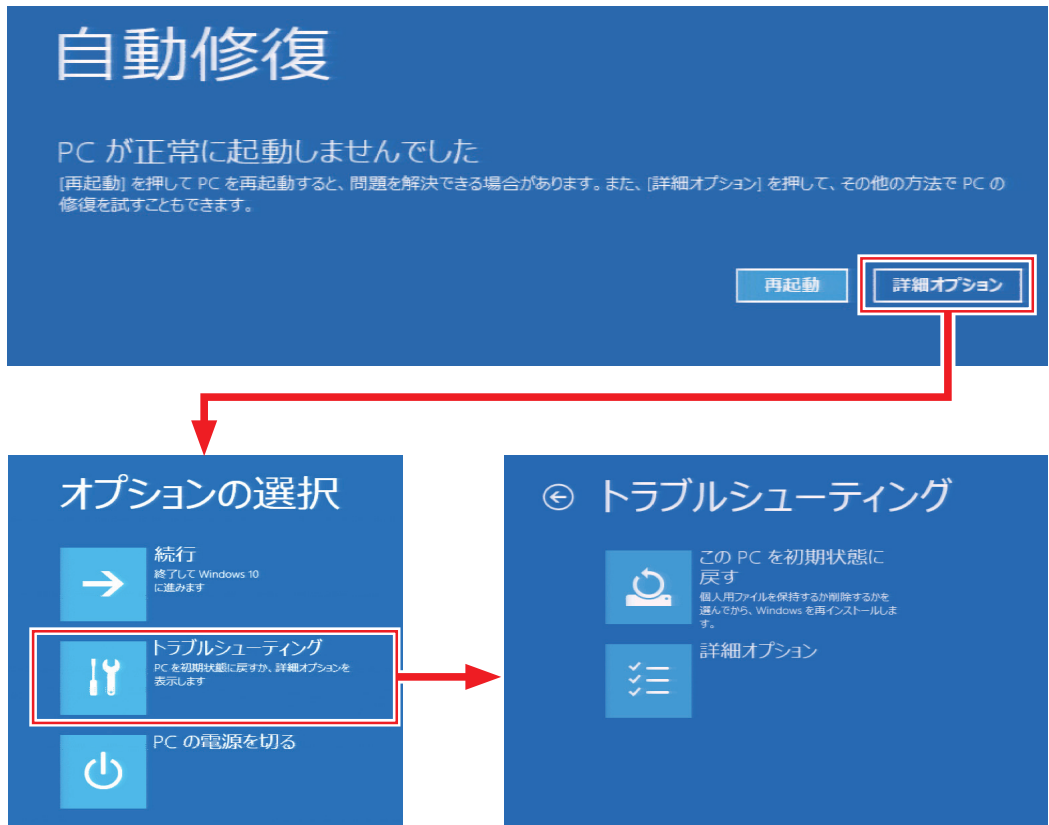 自動修復
PC が正常に起動しませんでした
[再起動] を押して PC を再起動すると、問題を解決できる場合があります。また、[詳細オプション] を押して、その他の方法で PC の
修復を試すこともできます。
再起動
詳細オプション
オプションの選択
続行
終了して Windows 10
に進みます
トラブルシューティング
PC を初期状態に戻すか、詳細オプションを
表示します
PC の電源を切る
トラブルシューティング
この PC を初期状態に
戻す
個人用ファイルを保持するか削除するかを
選んでから、Windows を再インストールしま
す。
詳細オプション